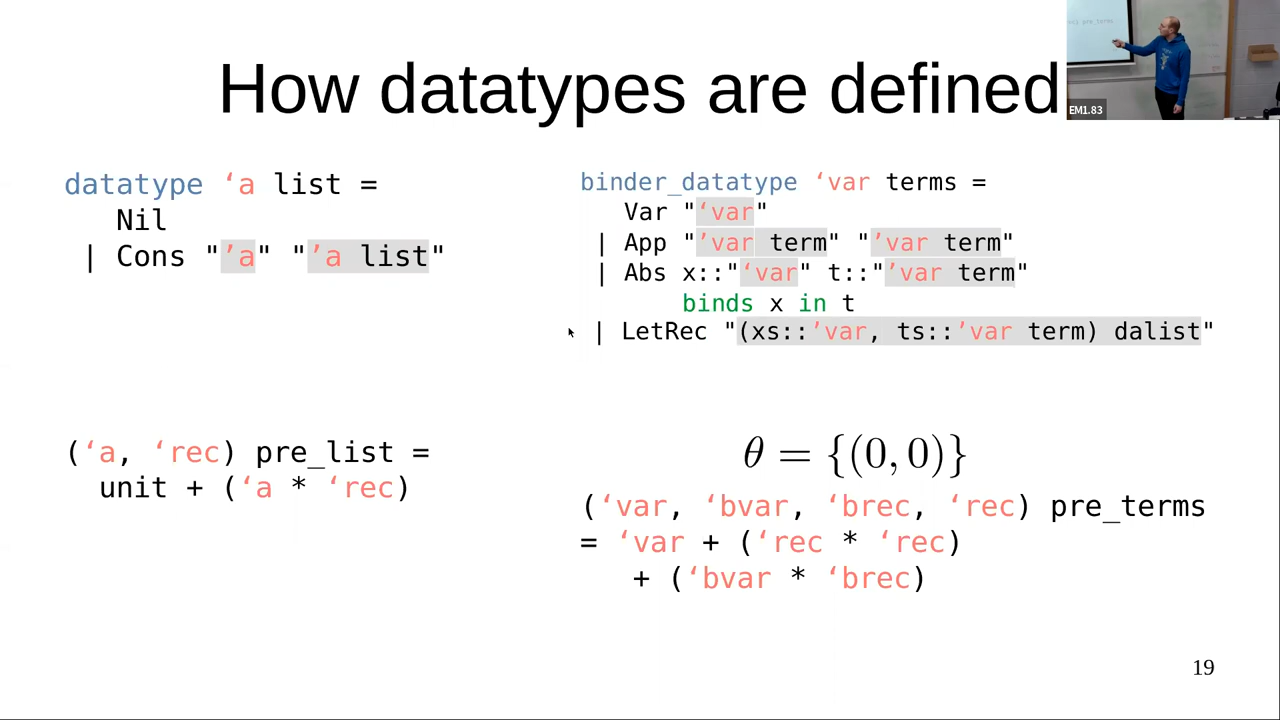 How datatypes are defined
EM1.83
datatype ‘a list =
Nil
| Cons "’a" "’a list"
binder_datatype ‘var terms =
Var "‘var"
| App "’var term" "’var term"
| Abs x::"‘var" t::"’var term"
binds x in t
| LetRec "(xs::’var, ts::’var term) dalist"
(‘a, ‘rec) pre_list =
unit + (‘a * ‘rec)
θ = {(0, 0)}
(‘var, ‘bvar, ‘brec, ‘rec) pre_terms
= ‘var + (‘rec * ‘rec)
+ (‘bvar * ‘brec)
19